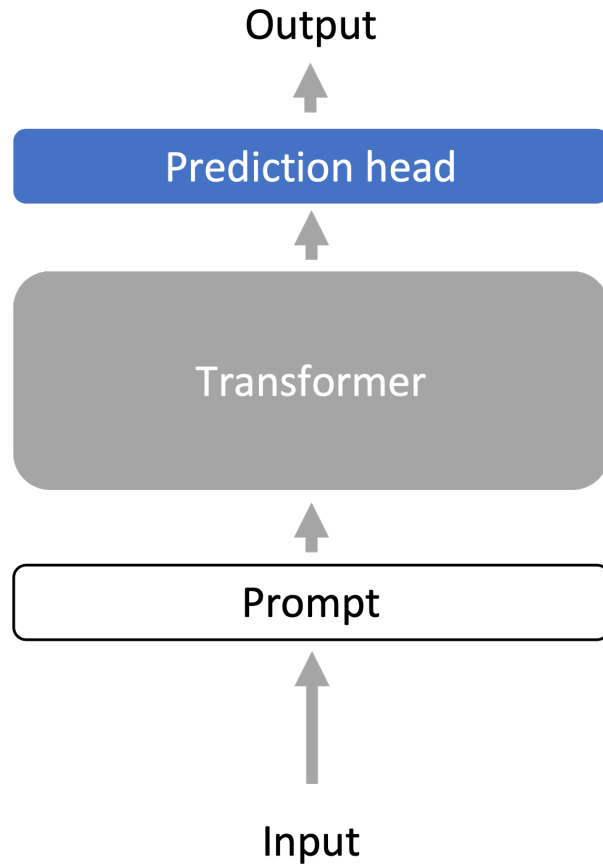 Output
Prediction head
Transformer
Prompt
Input